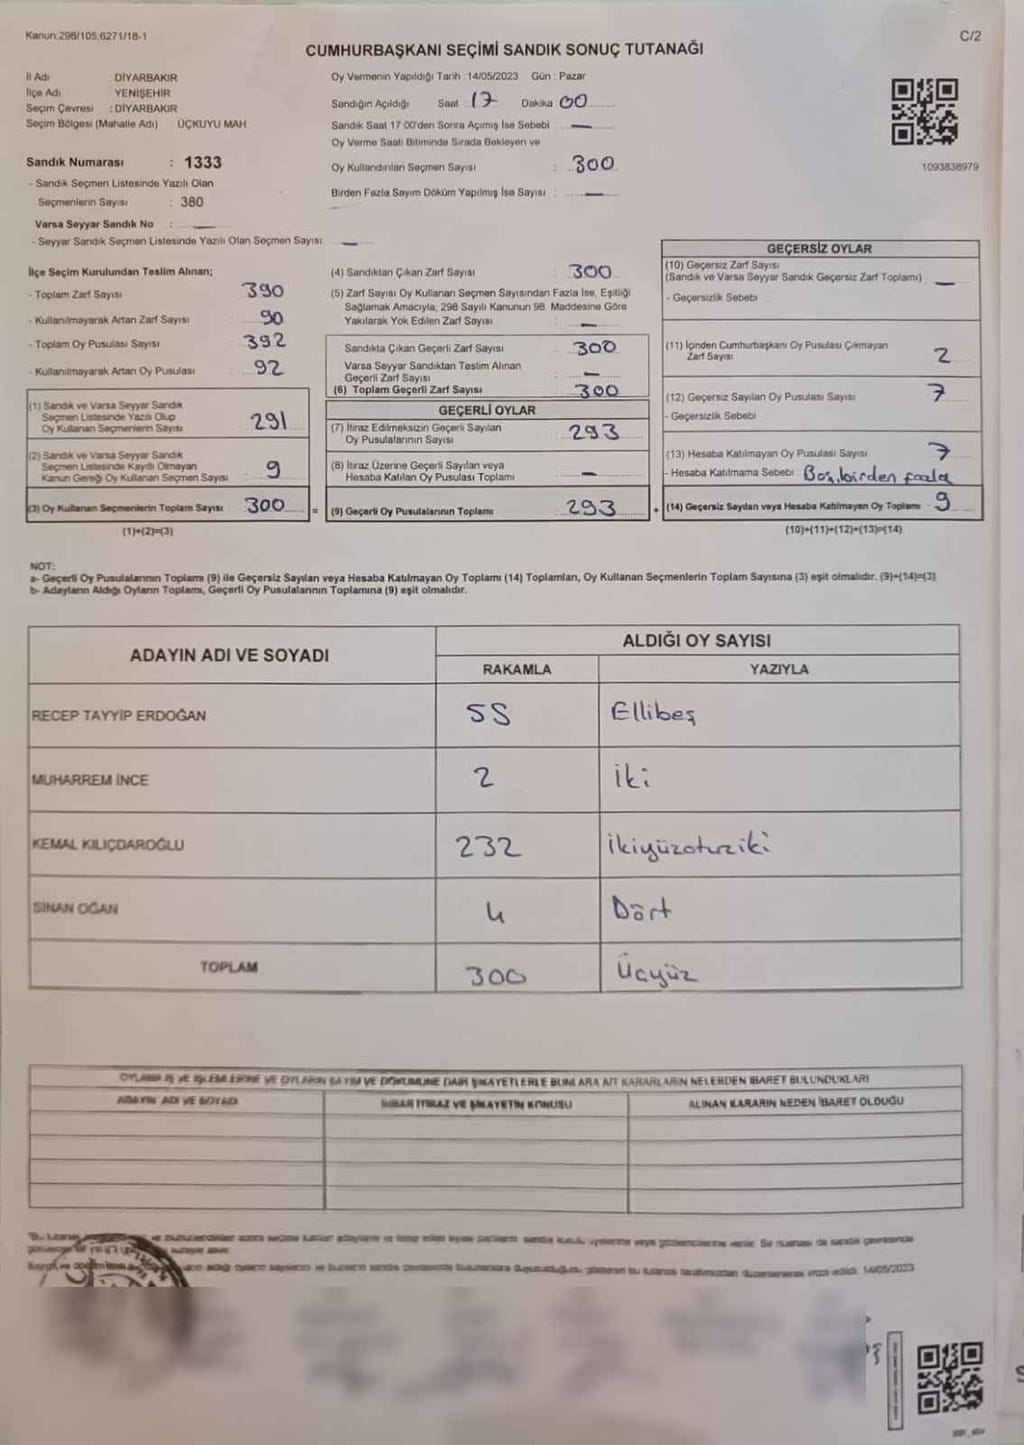 Kanun:298/105;6271/18-1
C/2
CUMHURBAŞKANI SEÇİMİ SANDIK SONUÇ TUTANAĞI
İl Adı : DİYARBAKIR
İlçe Adı : YENİŞEHİR
Seçim Çevresi : DİYARBAKIR
Seçim Bölgesi (Mahalle Adı) : ÜÇKUYU MAH.
Sandık Numarası : 1333
- Sandık Seçmen Listesinde Yazılı Olan
Seçmenlerin Sayısı : 380
Varsa Seyyar Sandık No : —
- Seyyar Sandık Seçmen Listesinde Yazılı Olan Seçmen Sayısı: —
Oy Vermenin Yapıldığı Tarih :14/05/2023 Gün : Pazar
Sandığın Açıldığı Saat : 17 Dakika : 00
Sandık Saat 17.00'den Sonra Açımış İse Sebebi : —
Oy Verme Saati Bitiminde Sırada Bekleyen ve
Oy Kullandırılan Seçmen Sayısı : 300
Birden Fazla Sayım Döküm Yapılmış İse Sayısı : —
1093838979
İlçe Seçim Kurulundan Teslim Alınan;
- Toplam Zarf Sayısı 390
- Kullanılmayarak Artan Zarf Sayısı 90
- Toplam Oy Pusulası Sayısı 392
- Kullanılmayarak Artan Oy Pusulası 92
(1) Sandık ve Varsa Seyyar Sandık
Seçmen Listesinde Yazılı Olup
Oy Kullanan Seçmenlerin Sayısı 291
(2) Sandık ve Varsa Seyyar Sandık
Seçmen Listesinde Kayıtlı Olmayan
Kanun Gereği Oy Kullanan Seçmen Sayısı 9
(3) Oy Kullanan Seçmenlerin Toplam Sayısı 300 =
(1)+(2)=(3)
(4) Sandıktan Çıkan Zarf Sayısı : 300
(5) Zarf Sayısı Oy Kullanan Seçmen Sayısından Fazla İse, Eşitliği
Sağlamak Amacıyla, 298 Sayılı Kanunun 98. Maddesine Göre
Yakılarak Yok Edilen Zarf Sayısı : —
Sandıkta Çıkan Geçerli Zarf Sayısı : 300
Varsa Seyyar Sandıktan Teslim Alınan
Geçerli Zarf Sayısı : —
(6) Toplam Geçerli Zarf Sayısı : 300
GEÇERLİ OYLAR
(7) İtiraz Edilmeksizin Geçerli Sayılan
Oy Pusulalarının Sayısı : 293
(8) İtiraz Üzerine Geçerli Sayılan veya
Hesaba Katılan Oy Pusulası Toplamı : —
(9) Geçerli Oy Pusulalarının Toplamı : 293 +
GEÇERSİZ OYLAR
(10) Geçersiz Zarf Sayısı
(Sandık ve Varsa Seyyar Sandık Geçersiz Zarf Toplamı) : —
- Geçersizlik Sebebi :
(11) İçinden Cumhurbaşkanı Oy Pusulası Çıkmayan
Zarf Sayısı : 2
(12) Geçersiz Sayılan Oy Pusulası Sayısı : 7
- Geçersizlik Sebebi :
(13) Hesaba Katılmayan Oy Pusulası Sayısı : 7
- Hesaba Katılmama Sebebi : Boş, birden fazla
(14) Geçersiz Sayılan veya Hesaba Katılmayan Oy Toplamı : 9
(10)+(11)+(12)+(13)=(14)
NOT:
a- Geçerli Oy Pusulalarının Toplamı (9) ile Geçersiz Sayılan veya Hesaba Katılmayan Oy Toplamı (14) Toplamları, Oy Kullanan Seçmenlerin Toplam Sayısına (3) eşit olmalıdır. (9)+(14)=(3)
b- Adayların Aldığı Oyların Toplamı, Geçerli Oy Pusulalarının Toplamına (9) eşit olmalıdır.
ADAYIN ADI VE SOYADI
ALDIĞI OY SAYISI
RAKAMLA YAZIYLA
RECEP TAYYİP ERDOĞAN 55 Ellibeş
MUHARREM İNCE 2 İki
KEMAL KILIÇDAROĞLU 232 İkiyüzotuziki
SİNAN OĞAN 4 Dört
TOPLAM 300 Üçyüz
OYLAMA İŞ VE İŞLEMLERİNE VE OYLARIN SAYIM VE DÖKÜMÜNE DAİR ŞİKAYETLERLE BUNLARA AİT KARARLARIN NELERDEN İBARET BULUNDUKLARI
ADAYIN ADI VE SOYADI
İHBAR İTİRAZ VE ŞİKAYETİN KONUSU
ALINAN KARARIN NEDEN İBARET OLDUĞU
14/05/2023